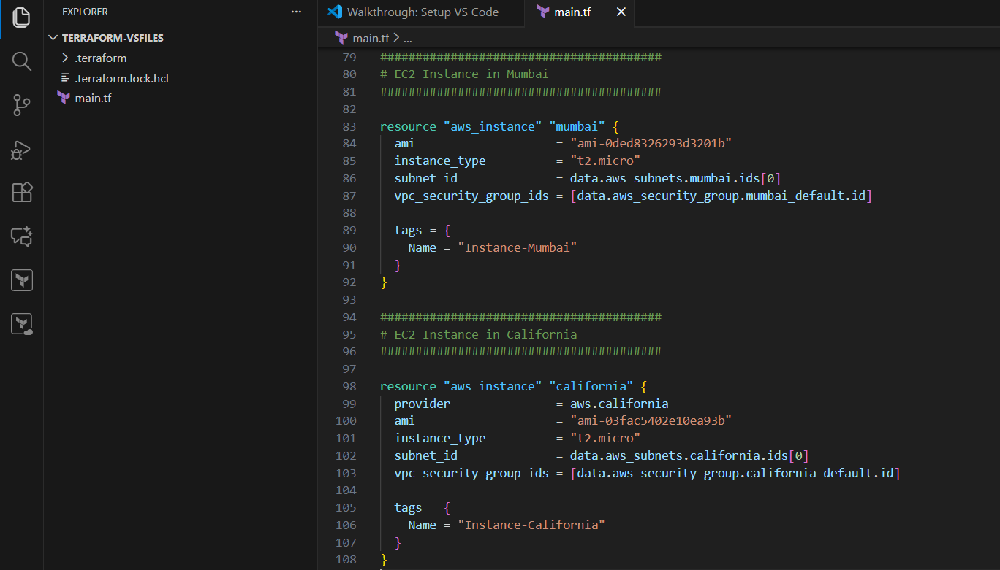 EXPLORER
...
TERRAFORM-VSFILES
.terraform
.terraform.lock.hcl
main.tf
Walkthrough: Setup VS Code
main.tf
main.tf > ...
79 ########################################
80 # EC2 Instance in Mumbai
81 ########################################
82
83 resource "aws_instance" "mumbai" {
84   ami                    = "ami-0ded8326293d3201b"
85   instance_type          = "t2.micro"
86   subnet_id              = data.aws_subnets.mumbai.ids[0]
87   vpc_security_group_ids = [data.aws_security_group.mumbai_default.id]
88
89   tags = {
90     Name = "Instance-Mumbai"
91   }
92 }
93
94 ########################################
95 # EC2 Instance in California
96 ########################################
97
98 resource "aws_instance" "california" {
99   provider               = aws.california
100   ami                    = "ami-03fac5402e10ea93b"
101   instance_type          = "t2.micro"
102   subnet_id              = data.aws_subnets.california.ids[0]
103   vpc_security_group_ids = [data.aws_security_group.california_default.id]
104
105   tags = {
106     Name = "Instance-California"
107   }
108 }